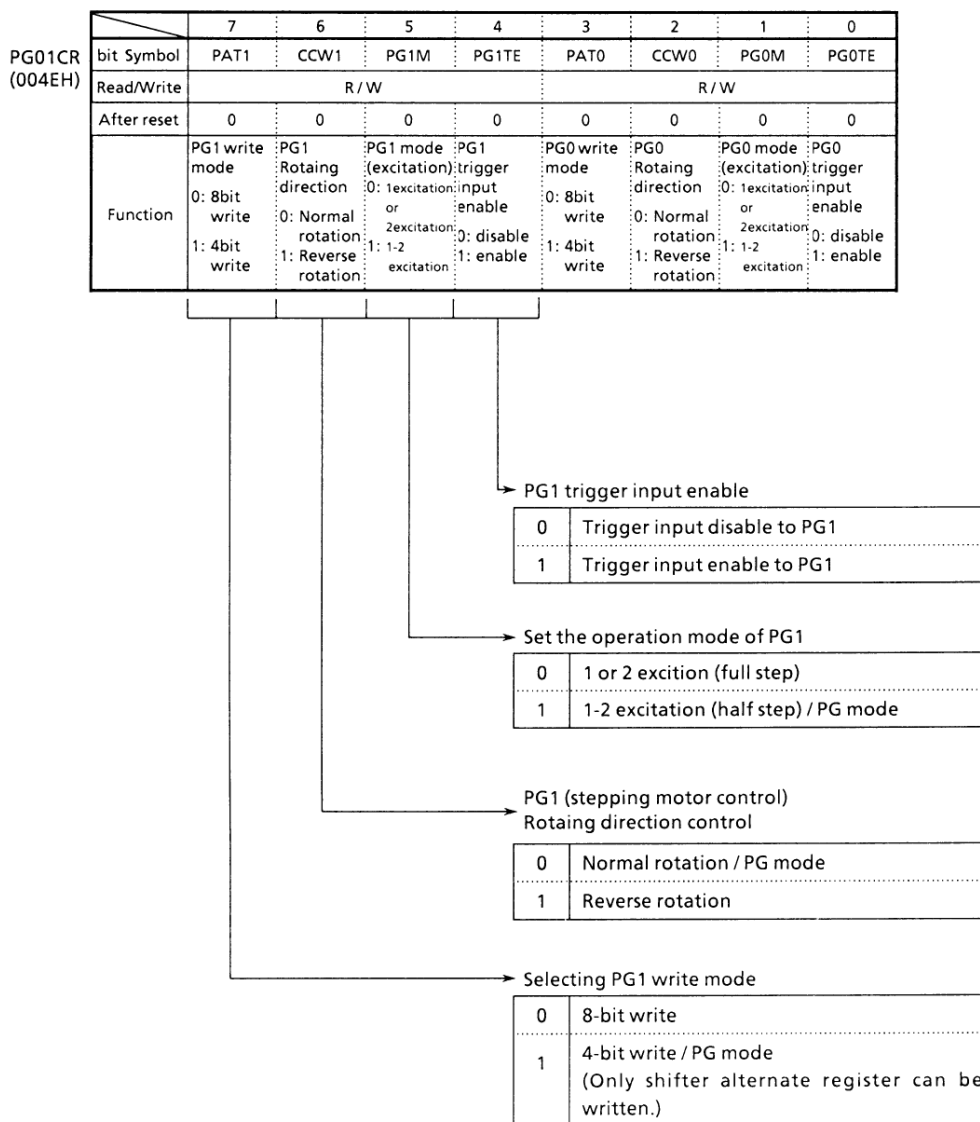 7 6 5 4 3 2 1 0
PG01CR
(004EH)
bit Symbol PAT1 CCW1 PG1M PG1TE PAT0 CCW0 PG0M PG0TE
Read/Write R/W R/W
After reset 0 0 0 0 0 0 0 0
Function
PG1 write
mode
0: 8bit
write
1: 4bit
write
PG1
Rotaing
direction
0: Normal
rotation
1: Reverse
rotation
PG1 mode
(excitation)
0: 1excitation
or
2excitation
1: 1-2
excitation
PG1
trigger
input
enable
0: disable
1: enable
PG0 write
mode
0: 8bit
write
1: 4bit
write
PG0
Rotaing
direction
0: Normal
rotation
1: Reverse
rotation
PG0 mode
(excitation)
0: 1excitation
or
2excitation
1: 1-2
excitation
PG0
trigger
input
enable
0: disable
1: enable
PG1 trigger input enable
0 Trigger input disable to PG1
1 Trigger input enable to PG1
Set the operation mode of PG1
0 1 or 2 excition (full step)
1 1-2 excitation (half step) / PG mode
PG1 (stepping motor control)
Rotaing direction control
0 Normal rotation / PG mode
1 Reverse rotation
Selecting PG1 write mode
0 8-bit write
1 4-bit write / PG mode
(Only shifter alternate register can be
written.)